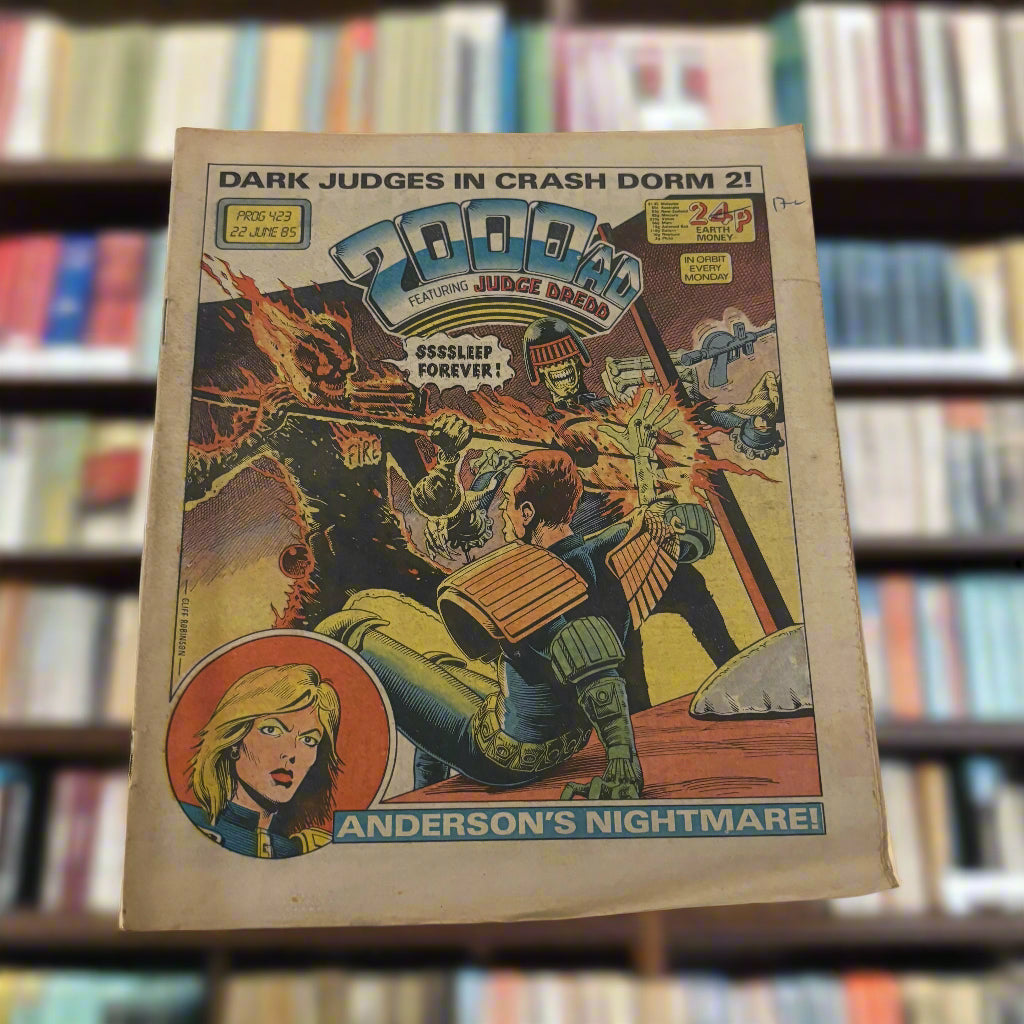 DARK JUDGES IN CRASH DORM 2!
PROG 423
22 JUNE 85
2000 AD
FEATURING JUDGE DREDD
24p
EARTH
MONEY
IN ORBIT
EVERY
MONDAY
SSSSLEEP
FOREVER!
FIRE
CLIFF ROBINSON
ANDERSON'S NIGHTMARE!